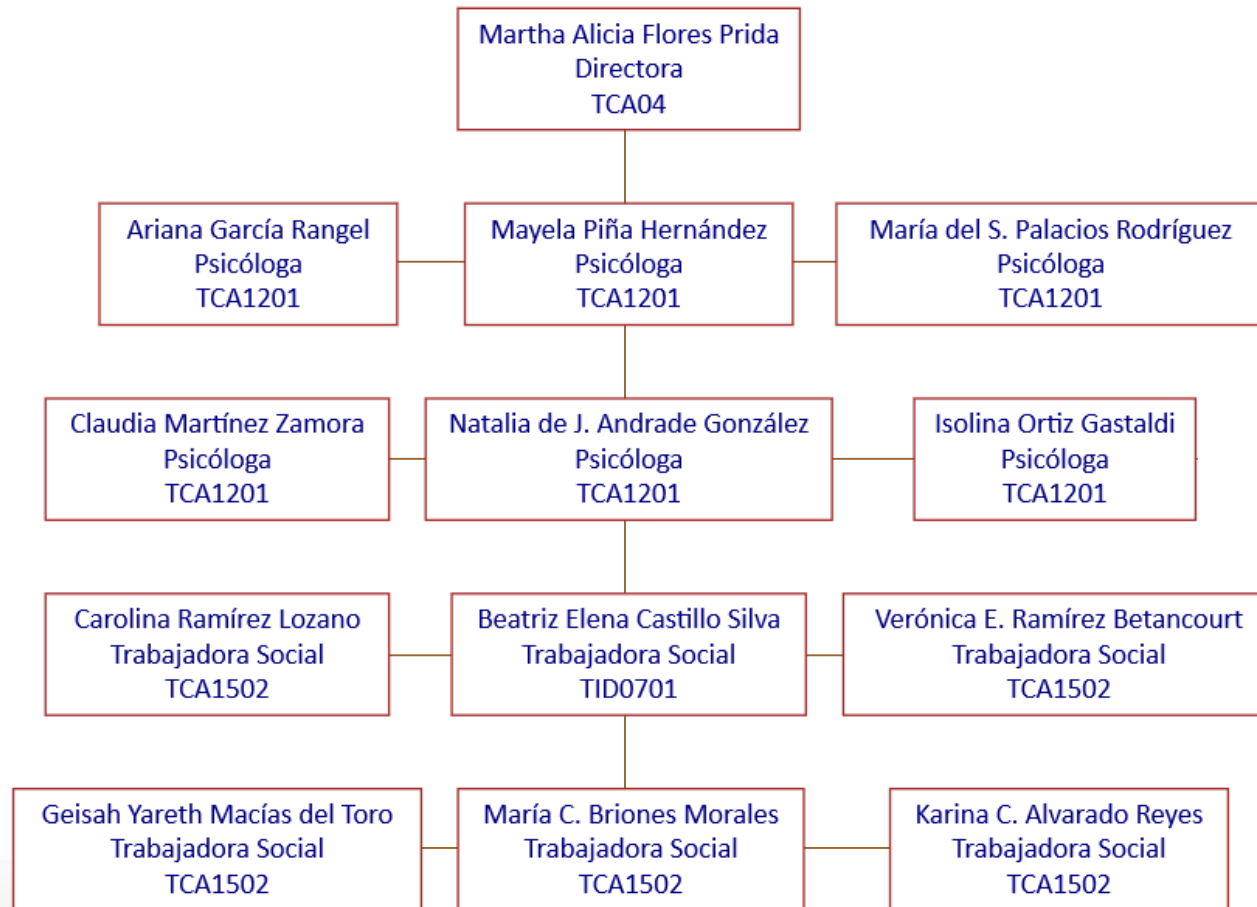 Martha Alicia Flores Prida
Directora
TCA04
Ariana García Rangel
Psicóloga
TCA1201
Mayela Piña Hernández
Psicóloga
TCA1201
María del S. Palacios Rodríguez
Psicóloga
TCA1201
Claudia Martínez Zamora
Psicóloga
TCA1201
Natalia de J. Andrade González
Psicóloga
TCA1201
Isolina Ortiz Gastaldi
Psicóloga
TCA1201
Carolina Ramírez Lozano
Trabajadora Social
TCA1502
Beatriz Elena Castillo Silva
Trabajadora Social
TID0701
Verónica E. Ramírez Betancourt
Trabajadora Social
TCA1502
Geisah Yareth Macías del Toro
Trabajadora Social
TCA1502
María C. Briones Morales
Trabajadora Social
TCA1502
Karina C. Alvarado Reyes
Trabajadora Social
TCA1502